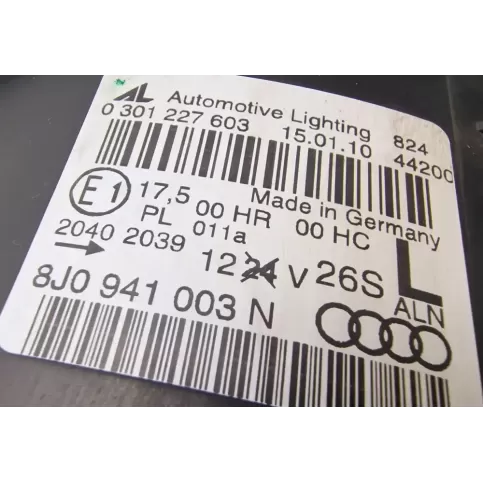 AL Automotive Lighting 824
0 301 227 603 15.01.10 44200
Made in Germany
E1 17,5 00 HR 00 HC L
PL 011a
2040 2039
12 24 V 26S ALN
8J0 941 003 N